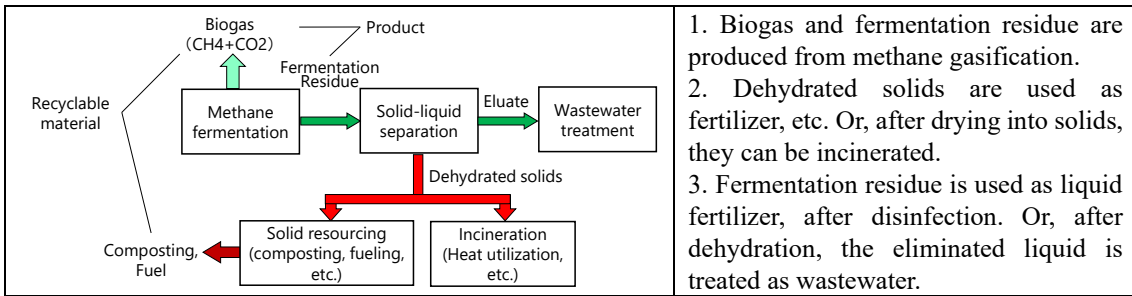 Biogas
（CH4+CO2)
Product
Fermentation
Residue
Recyclable
material
Methane
fermentation
Solid-liquid
separation
Eluate
Wastewater
treatment
Dehydrated solids
Composting,
Fuel
Solid resourcing
(composting, fueling,
etc.)
Incineration
(Heat utilization,
etc.)
1. Biogas and fermentation residue are
produced from methane gasification.
2. Dehydrated solids are used as
fertilizer, etc. Or, after drying into solids,
they can be incinerated.
3. Fermentation residue is used as liquid
fertilizer, after disinfection. Or, after
dehydration, the eliminated liquid is
treated as wastewater.